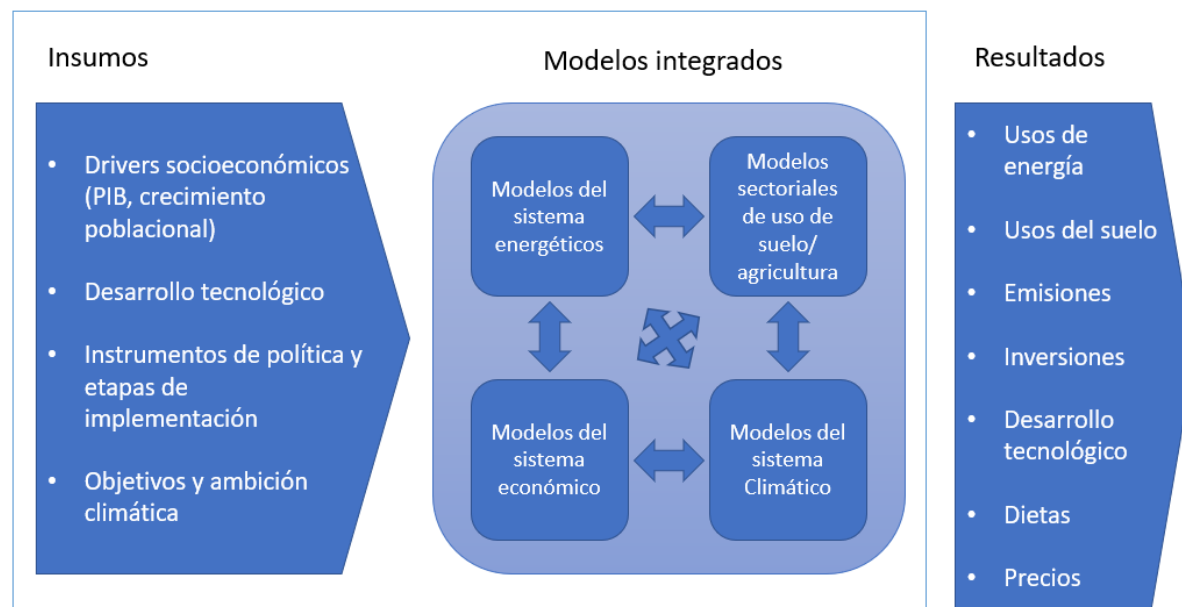 Insumos
• Drivers socioeconómicos
(PIB, crecimiento
poblacional)
• Desarrollo tecnológico
• Instrumentos de política y
etapas de
implementación
• Objetivos y ambición
climática
Modelos integrados
Modelos del
sistema
energéticos
Modelos
sectoriales
de uso de
suelo/
agricultura
Modelos del
sistema
económico
Modelos del
sistema
Climático
Resultados
• Usos de
energía
• Usos del suelo
• Emisiones
• Inversiones
• Desarrollo
tecnológico
• Dietas
• Precios